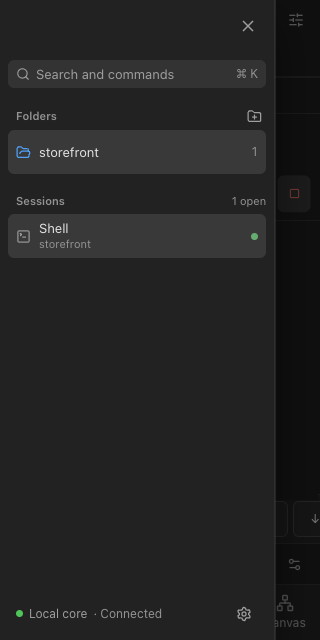 Search and commands ⌘ K
Folders
storefront 1
Sessions 1 open
Shell
storefront
anvas
Local core · Connected